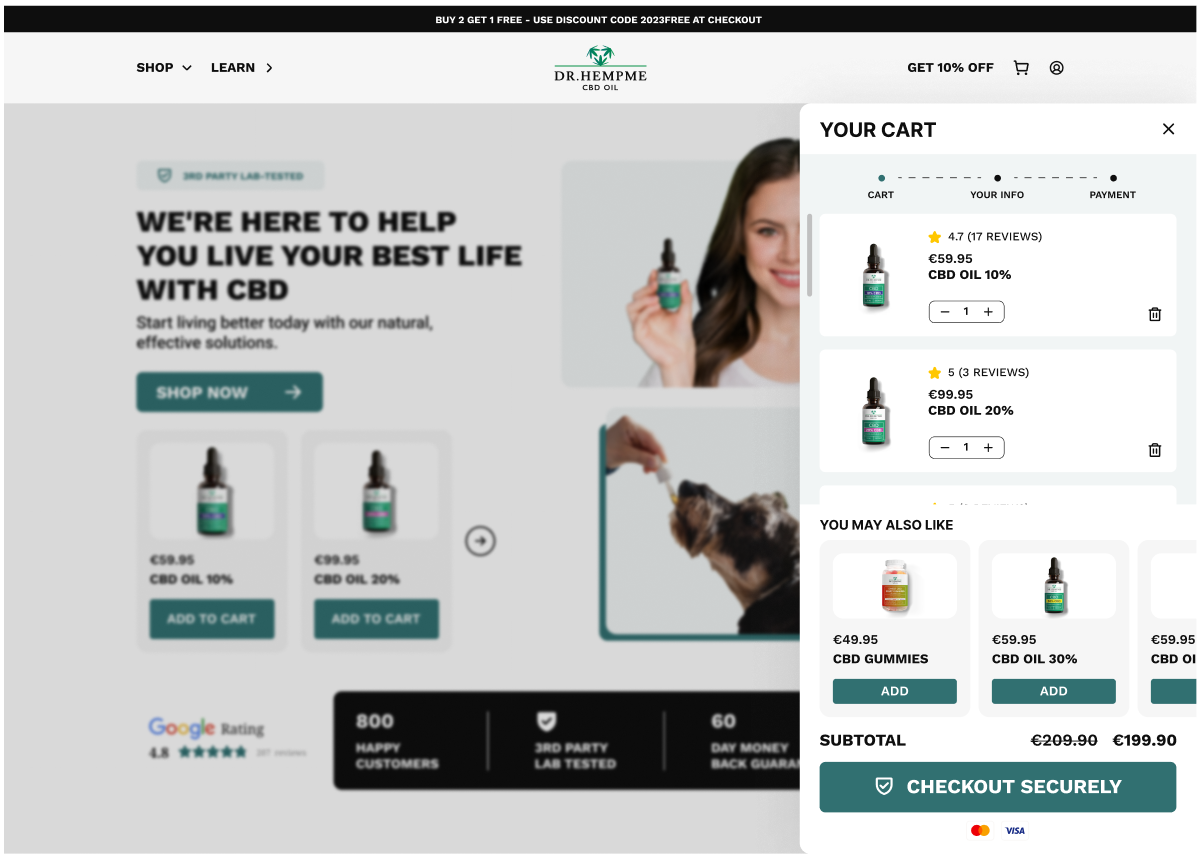 BUY 2 GET 1 FREE - USE DISCOUNT CODE 2023FREE AT CHECKOUT
SHOP
LEARN
DR.HEMPME
CBD OIL
GET 10% OFF
3RD PARTY LAB-TESTED
WE'RE HERE TO HELP
YOU LIVE YOUR BEST LIFE
WITH CBD
Start living better today with our natural,
effective solutions.
SHOP NOW
€59.95
CBD OIL 10%
ADD TO CART
€99.95
CBD OIL 20%
ADD TO CART
Google Rating
4.8
reviews
800
HAPPY
CUSTOMERS
3RD PARTY
LAB TESTED
60
DAY MONEY
BACK GUARAN
YOUR CART
CART
YOUR INFO
PAYMENT
4.7 (17 REVIEWS)
€59.95
CBD OIL 10%
1
5 (3 REVIEWS)
€99.95
CBD OIL 20%
1
YOU MAY ALSO LIKE
€49.95
CBD GUMMIES
ADD
€59.95
CBD OIL 30%
ADD
€59.95
CBD OI
SUBTOTAL
€209.90 €199.90
CHECKOUT SECURELY
VISA